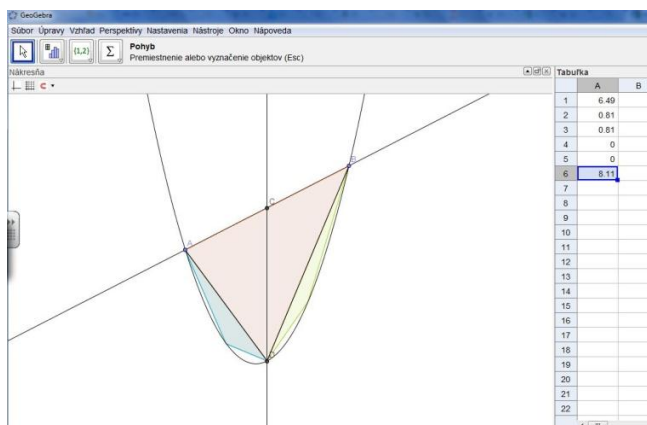 GeoGebra
Súbor Úpravy Vzhľad Perspektívy Nastavenia Nástroje Okno Nápoveda
{1,2} Σ Pohyb
Premiestnenie alebo vyznačenie objektov (Esc)
Nákresňa
Tabuľka
A B
1 6.49
2 0.81
3 0.81
4 0
5 0
6 8.11
7
8
9
10
11
12
13
14
15
16
17
18
19
20
21
22
B
C
A